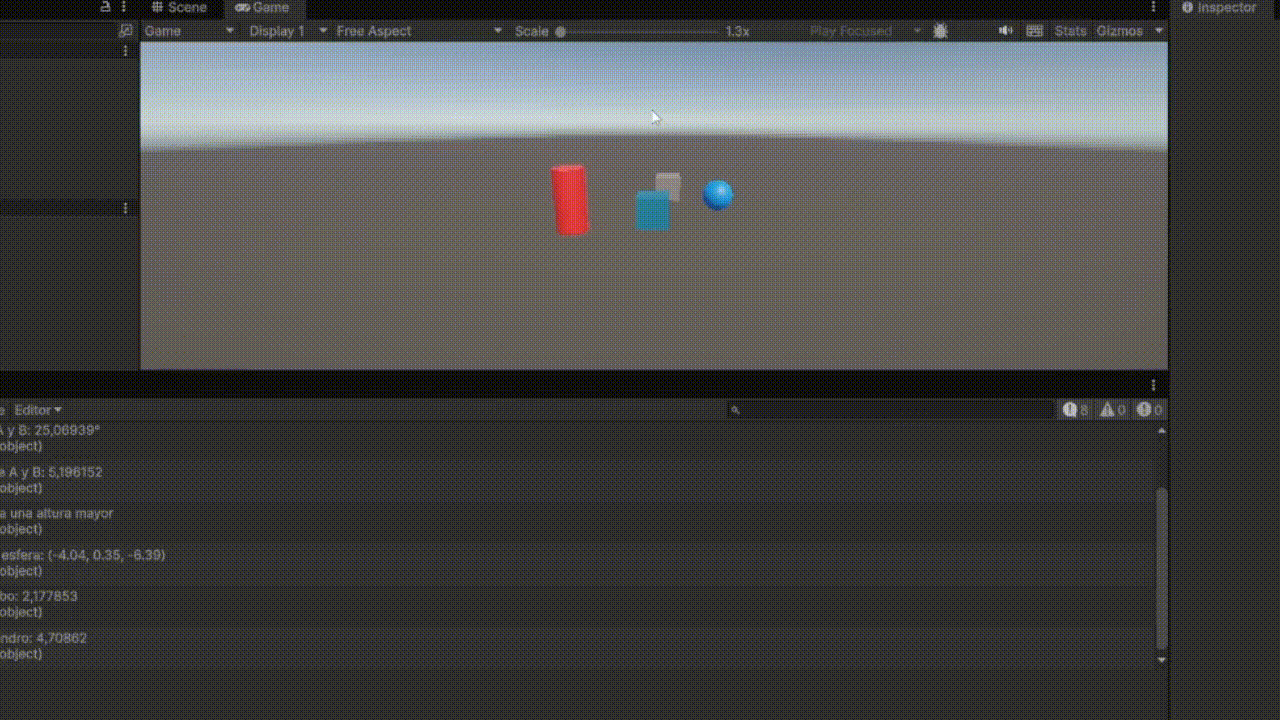 Scene Game Inspector
Game Display 1 Free Aspect Scale 1.3x Play Focused Stats Gizmos
e Editor 8 0 0
A y B: 25,06939°
object)
e A y B: 5,196152
object)
a una altura mayor
object)
esfera: (-4.04, 0.35, -6.39)
object)
bo: 2,177853
object)
ndro: 4,70862
object)